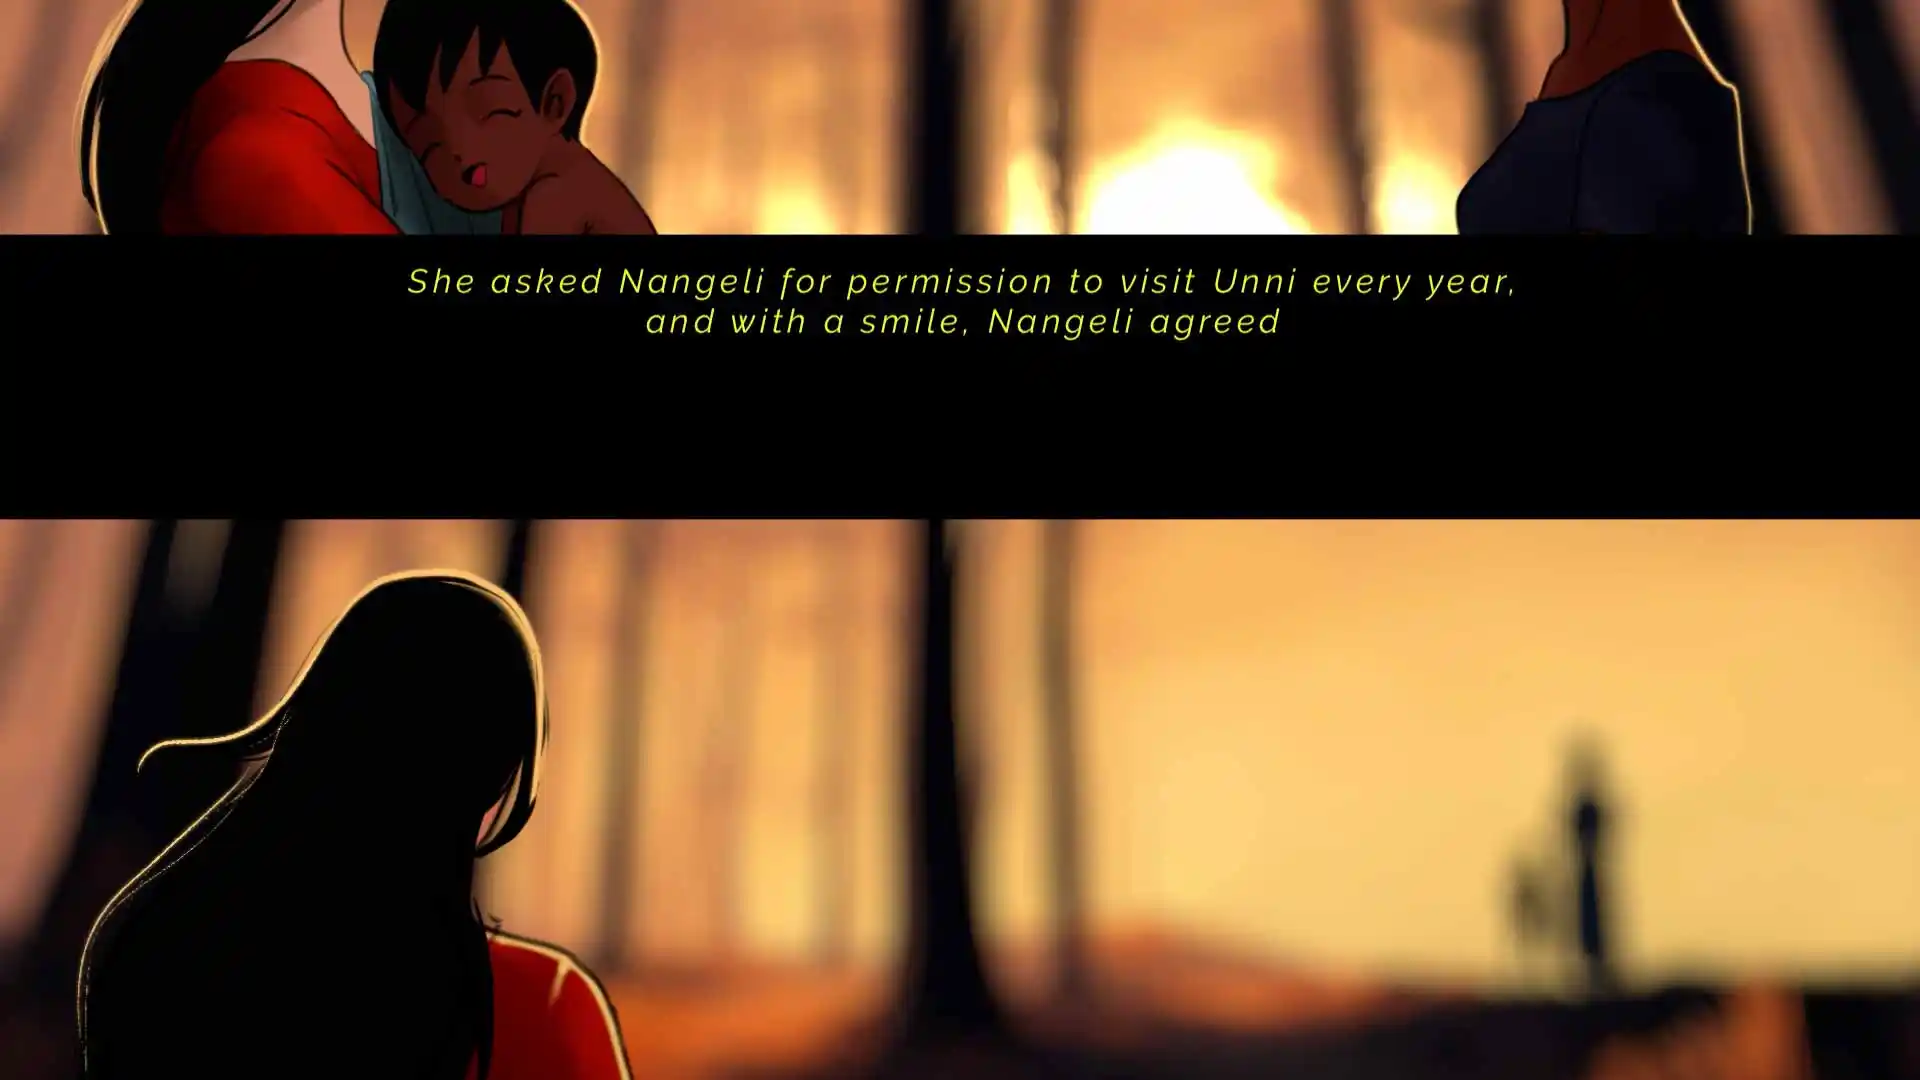 She asked Nangeli for permission to visit Unni every year,
and with a smile, Nangeli agreed